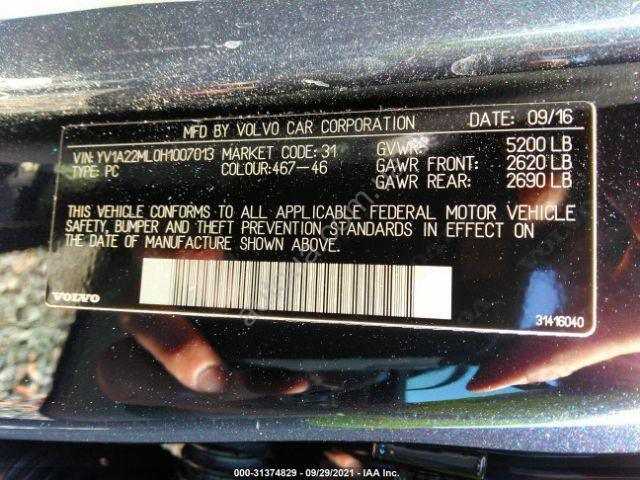 MFD BY VOLVO CAR CORPORATION DATE: 09/16
VIN: YV1A22ML0H1007013 MARKET CODE: 31 GVWR: 5200 LB
TYPE: PC COLOUR:467-46 GAWR FRONT: 2620 LB
GAWR REAR: 2690 LB
THIS VEHICLE CONFORMS TO ALL APPLICABLE FEDERAL MOTOR VEHICLE
SAFETY, BUMPER AND THEFT PREVENTION STANDARDS IN EFFECT ON
THE DATE OF MANUFACTURE SHOWN ABOVE.
VOLVO
31416040
000-31374829 - 09/29/2021 - IAA Inc.